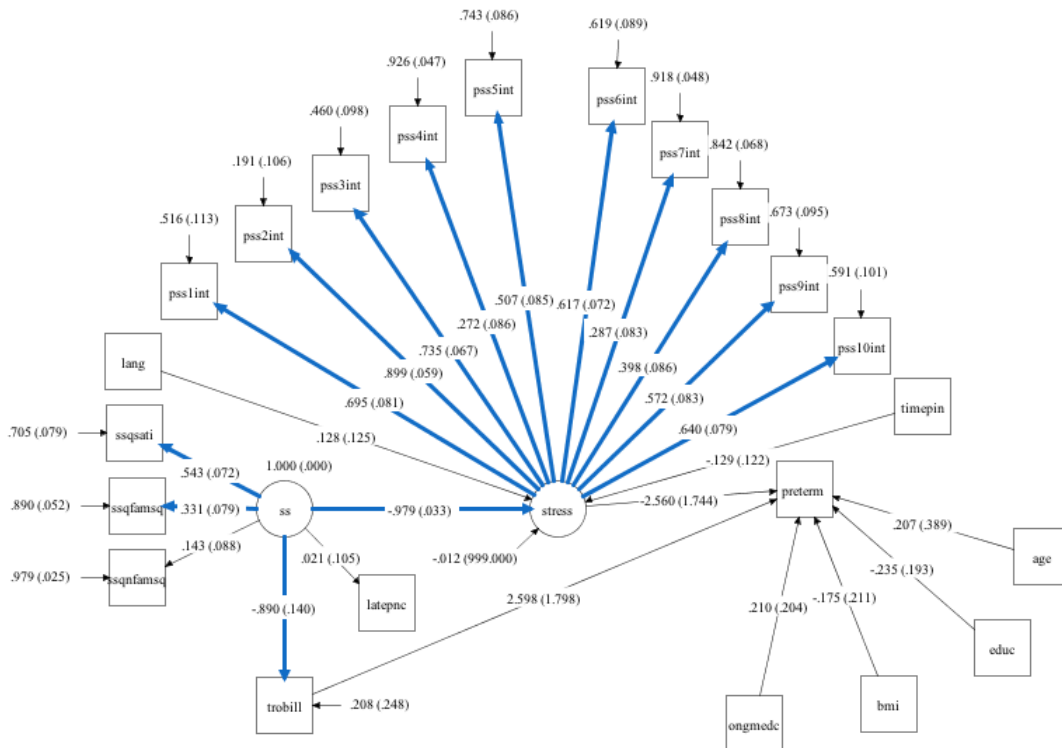 .743 (.086)
.619 (.089)
.926 (.047)
pss5int
pss6int
.918 (.048)
.460 (.098)
pss4int
pss7int
.842 (.068)
.191 (.106)
pss3int
pss8int
.673 (.095)
.516 (.113)
pss2int
pss9int
.591 (.101)
pss1int
pss10int
.507 (.085)
.617 (.072)
.272 (.086)
.287 (.083)
.735 (.067)
.398 (.086)
.899 (.059)
.572 (.083)
.695 (.081)
.640 (.079)
lang
timepin
.128 (.125)
-.129 (.122)
.705 (.079)
ssqsati
.543 (.072)
1.000 (.000)
.890 (.052)
ssqfamsq
.331 (.079)
ss
-.979 (.033)
stress
-2.560 (1.744)
preterm
.143 (.088)
.021 (.105)
-.012 (999.000)
.207 (.389)
.979 (.025)
ssqnfamsq
age
-.235 (.193)
-.890 (.140)
latepnc
2.598 (1.798)
.210 (.204)
-.175 (.211)
educ
trobill
.208 (.248)
ongmedc
bmi